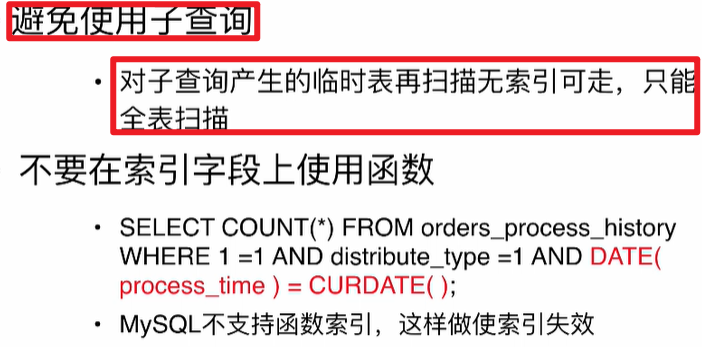 避免使用子查询
• 对子查询产生的临时表再扫描无索引可走，只能
全表扫描
不要在索引字段上使用函数
• SELECT COUNT(*) FROM orders_process_history
WHERE 1 =1 AND distribute_type =1 AND DATE(
process_time ) = CURDATE( );
• MySQL不支持函数索引，这样做使索引失效